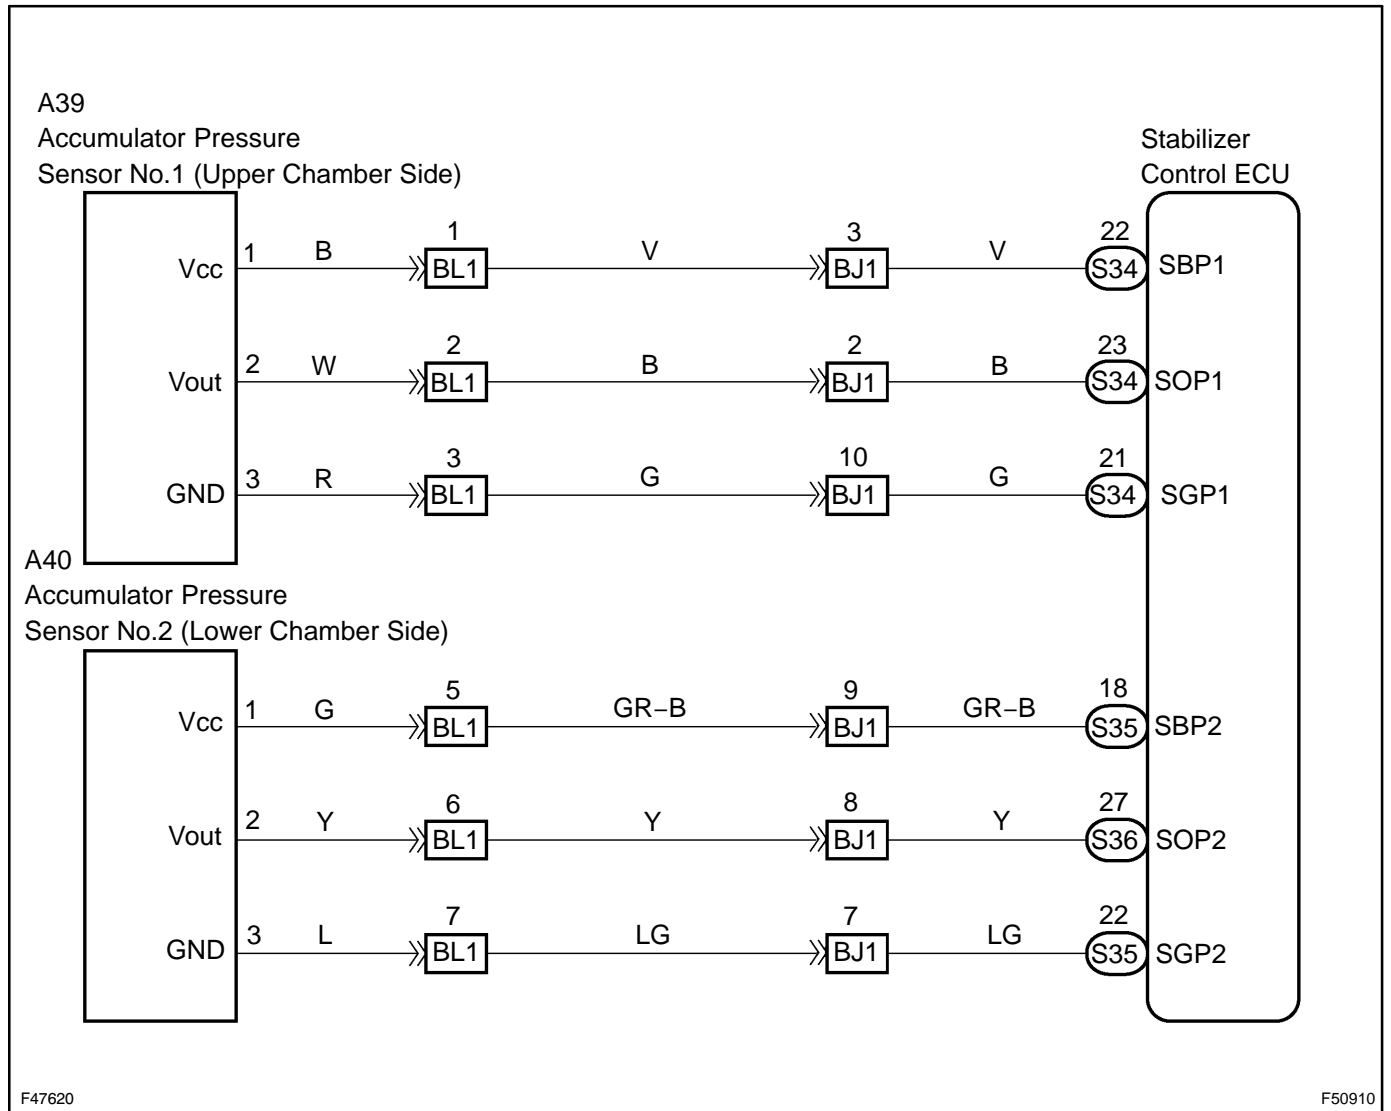 A39
Accumulator Pressure
Sensor No.1 (Upper Chamber Side)
Stabilizer
Control ECU
Vcc 1 B 1 BL1 V 3 BJ1 V 22 S34 SBP1
Vout 2 W 2 BL1 B 2 BJ1 B 23 S34 SOP1
GND 3 R 3 BL1 G 10 BJ1 G 21 S34 SGP1
A40
Accumulator Pressure
Sensor No.2 (Lower Chamber Side)
Vcc 1 G 5 BL1 GR–B 9 BJ1 GR–B 18 S35 SBP2
Vout 2 Y 6 BL1 Y 8 BJ1 Y 27 S36 SOP2
GND 3 L 7 BL1 LG 7 BJ1 LG 22 S35 SGP2
F47620 F50910